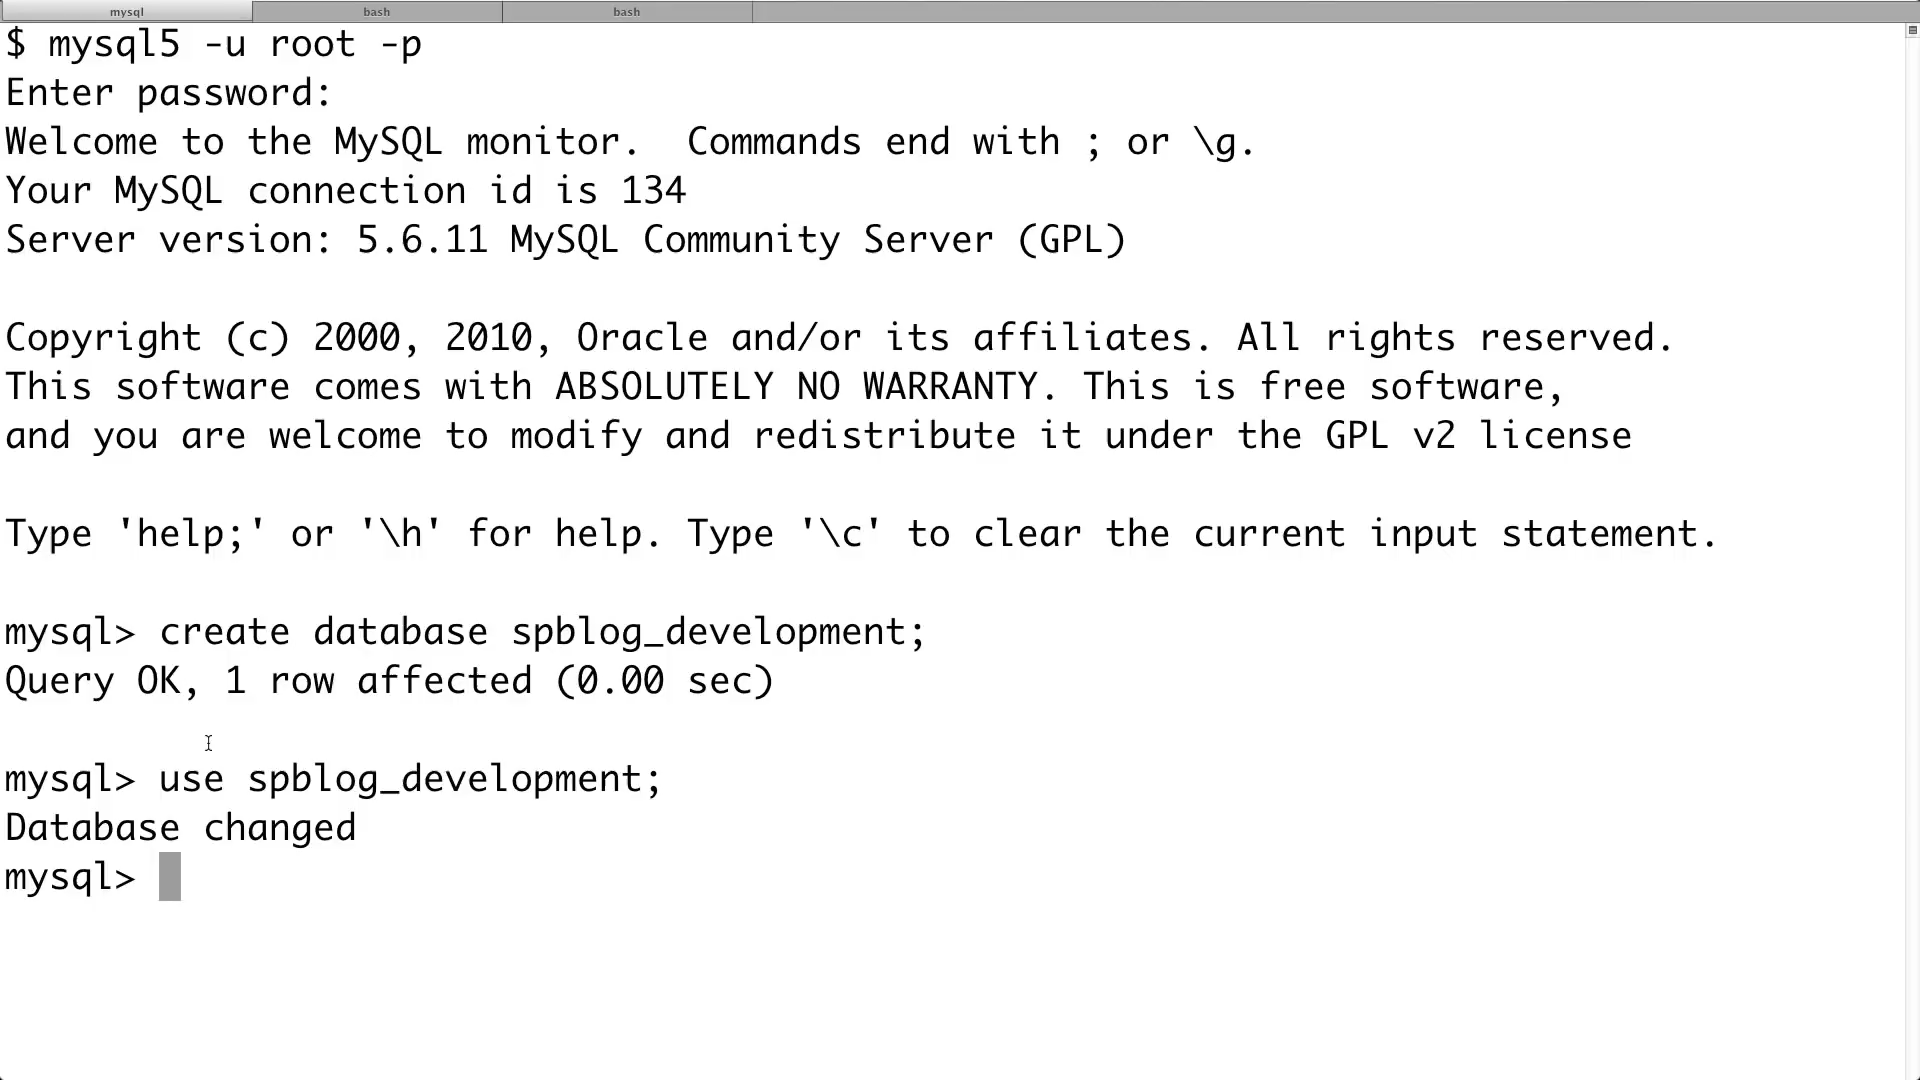 mysql bash bash
$ mysql5 -u root -p
Enter password:
Welcome to the MySQL monitor.  Commands end with ; or \g.
Your MySQL connection id is 134
Server version: 5.6.11 MySQL Community Server (GPL)
Copyright (c) 2000, 2010, Oracle and/or its affiliates. All rights reserved.
This software comes with ABSOLUTELY NO WARRANTY. This is free software,
and you are welcome to modify and redistribute it under the GPL v2 license
Type 'help;' or '\h' for help. Type '\c' to clear the current input statement.
mysql> create database spblog_development;
Query OK, 1 row affected (0.00 sec)
mysql> use spblog_development;
Database changed
mysql>